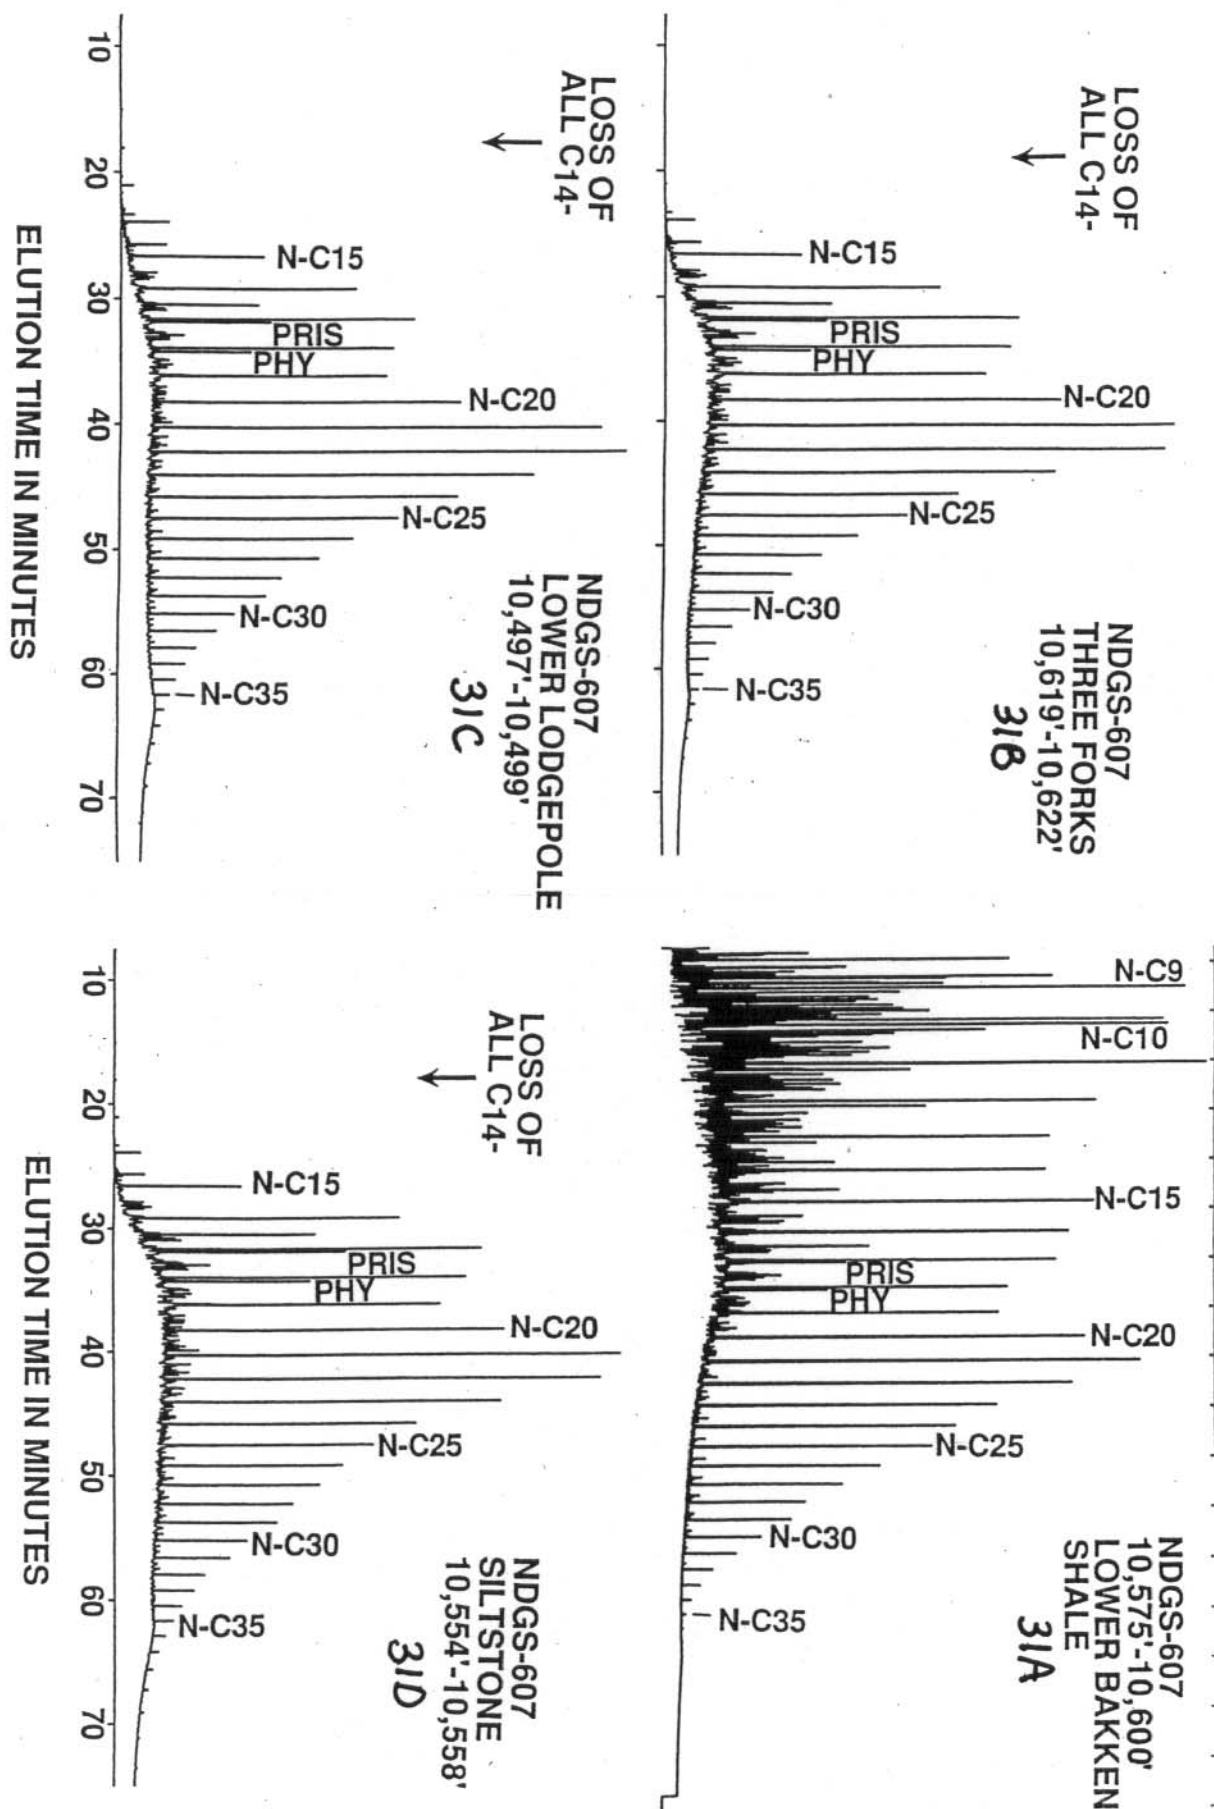 LOSS OF
ALL C14-
N-C15
PRIS
PHY
N-C20
N-C25
N-C30
N-C35
NDGS-607
THREE FORKS
10,619'-10,622'
31B
N-C9
N-C10
N-C15
PRIS
PHY
N-C20
N-C25
N-C30
N-C35
NDGS-607
10,575'-10,600'
LOWER BAKKEN
SHALE
31A
LOSS OF
ALL C14-
N-C15
PRIS
PHY
N-C20
N-C25
N-C30
N-C35
NDGS-607
LOWER LODGEPOLE
10,497'-10,499'
31C
10 20 30 40 50 60 70
ELUTION TIME IN MINUTES
LOSS OF
ALL C14-
N-C15
PRIS
PHY
N-C20
N-C25
N-C30
N-C35
NDGS-607
SILTSTONE
10,554'-10,558'
31D
10 20 30 40 50 60 70
ELUTION TIME IN MINUTES